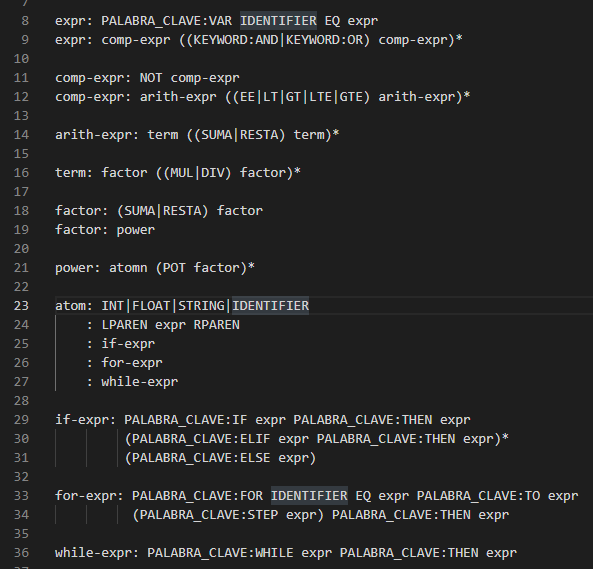 7
8 expr: PALABRA_CLAVE:VAR IDENTIFIER EQ expr
9 expr: comp-expr ((KEYWORD:AND|KEYWORD:OR) comp-expr)*
10
11 comp-expr: NOT comp-expr
12 comp-expr: arith-expr ((EE|LT|GT|LTE|GTE) arith-expr)*
13
14 arith-expr: term ((SUMA|RESTA) term)*
15
16 term: factor ((MUL|DIV) factor)*
17
18 factor: (SUMA|RESTA) factor
19 factor: power
20
21 power: atomn (POT factor)*
22
23 atom: INT|FLOAT|STRING|IDENTIFIER
24 : LPAREN expr RPAREN
25 : if-expr
26 : for-expr
27 : while-expr
28
29 if-expr: PALABRA_CLAVE:IF expr PALABRA_CLAVE:THEN expr
30 (PALABRA_CLAVE:ELIF expr PALABRA_CLAVE:THEN expr)*
31 (PALABRA_CLAVE:ELSE expr)
32
33 for-expr: PALABRA_CLAVE:FOR IDENTIFIER EQ expr PALABRA_CLAVE:TO expr
34 (PALABRA_CLAVE:STEP expr) PALABRA_CLAVE:THEN expr
35
36 while-expr: PALABRA_CLAVE:WHILE expr PALABRA_CLAVE:THEN expr
37